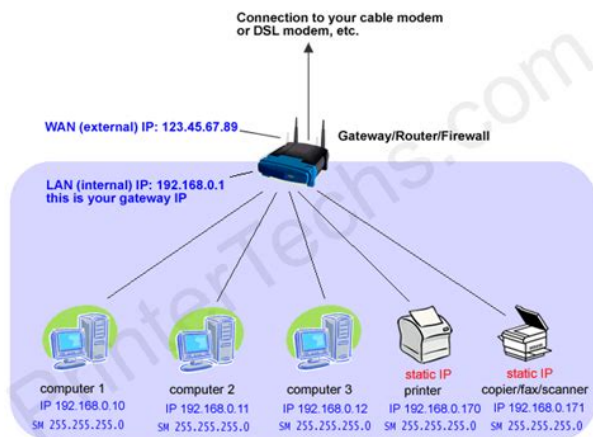 Connection to your cable modem
or DSL modem, etc.
WAN (external) IP: 123.45.67.89
Gateway/Router/Firewall
LAN (internal) IP: 192.168.0.1
this is your gateway IP
PrinterTechs.com
computer 1
IP 192.168.0.10
SM 255.255.255.0
computer 2
IP 192.168.0.11
SM 255.255.255.0
computer 3
IP 192.168.0.12
SM 255.255.255.0
static IP
printer
IP 192.168.0.170
SM 255.255.255.0
static IP
copier/fax/scanner
IP 192.168.0.171
SM 255.255.255.0